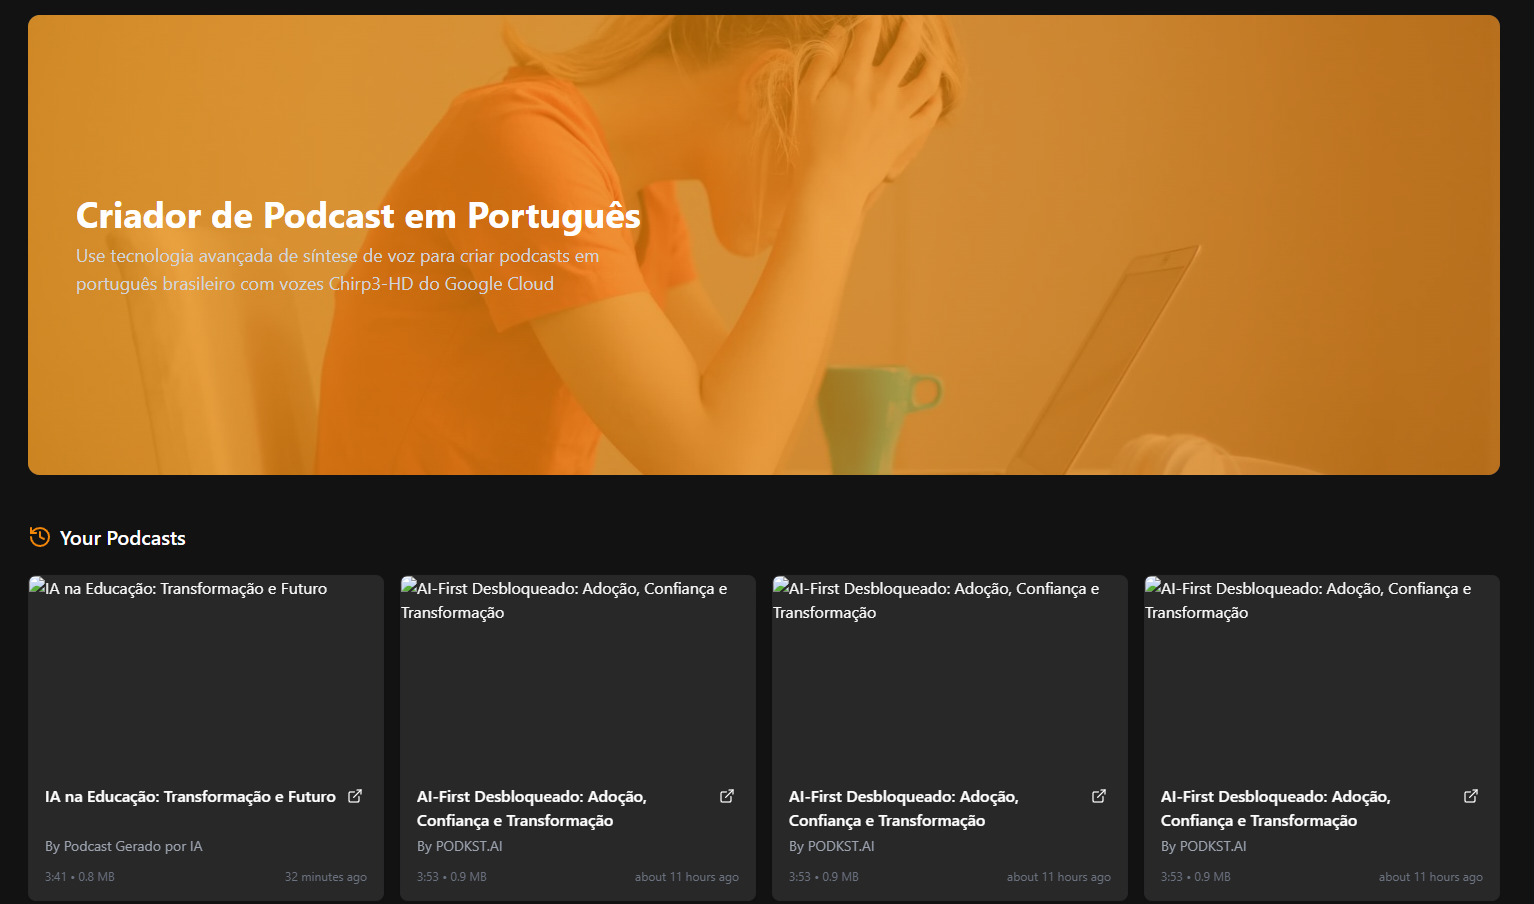 Criador de Podcast em Português
Use tecnologia avançada de síntese de voz para criar podcasts em
português brasileiro com vozes Chirp3-HD do Google Cloud
Your Podcasts
IA na Educação: Transformação e Futuro
AI-First Desbloqueado: Adoção, Confiança e
Transformação
AI-First Desbloqueado: Adoção, Confiança e
Transformação
AI-First Desbloqueado: Adoção, Confiança e
Transformação
IA na Educação: Transformação e Futuro
By Podcast Gerado por IA
3:41 • 0.8 MB
32 minutes ago
AI-First Desbloqueado: Adoção,
Confiança e Transformação
By PODKST.AI
3:53 • 0.9 MB
about 11 hours ago
AI-First Desbloqueado: Adoção,
Confiança e Transformação
By PODKST.AI
3:53 • 0.9 MB
about 11 hours ago
AI-First Desbloqueado: Adoção,
Confiança e Transformação
By PODKST.AI
3:53 • 0.9 MB
about 11 hours ago